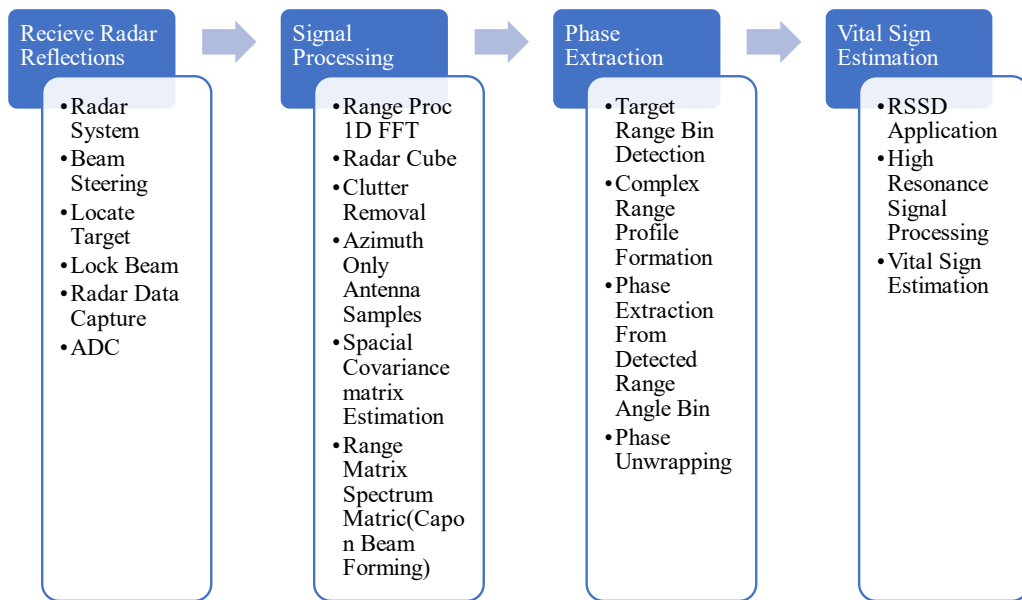 Recieve Radar
Reflections
•Radar
System
•Beam
Steering
•Locate
Target
•Lock Beam
•Radar Data
Capture
•ADC
Signal
Processing
•Range Proc
1D FFT
•Radar Cube
•Clutter
Removal
•Azimuth
Only
Antenna
Samples
•Spacial
Covariance
matrix
Estimation
•Range
Matrix
Spectrum
Matric(Capo
n Beam
Forming)
Phase
Extraction
•Target
Range Bin
Detection
•Complex
Range
Profile
Formation
•Phase
Extraction
From
Detected
Range
Angle Bin
•Phase
Unwrapping
Vital Sign
Estimation
•RSSD
Application
•High
Resonance
Signal
Processing
•Vital Sign
Estimation